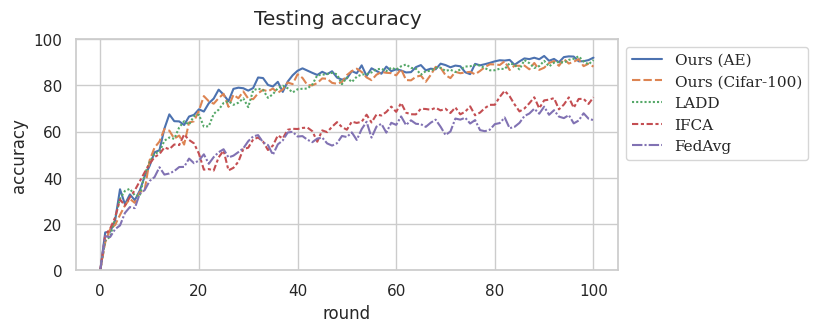 Testing accuracy
100
80
60
40
20
0
accuracy
0 20 40 60 80 100
round
Ours (AE)
Ours (Cifar-100)
LADD
IFCA
FedAvg